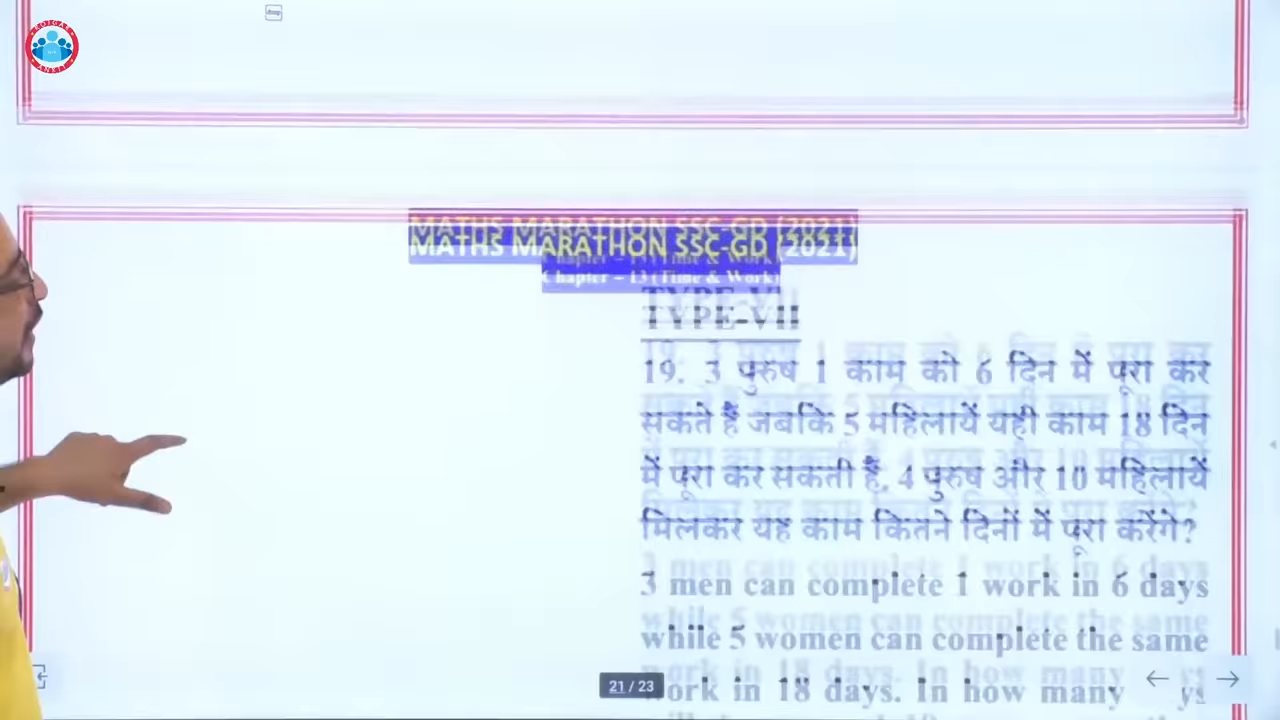 ROJGAR
ANKIT
MATHS MARATHON SSC-GD (2021)
Chapter – 13 (Time & Work)
TYPE-VII
19. 3 पुरुष 1 काम को 6 दिन में पूरा कर
सकते हैं जबकि 5 महिलायें यही काम 18 दिन
में पूरा कर सकती हैं. 4 पुरुष और 10 महिलायें
मिलकर यह काम कितने दिनों में पूरा करेंगे?
3 men can complete 1 work in 6 days
while 5 women can complete the same
work in 18 days. In how many
21 / 23